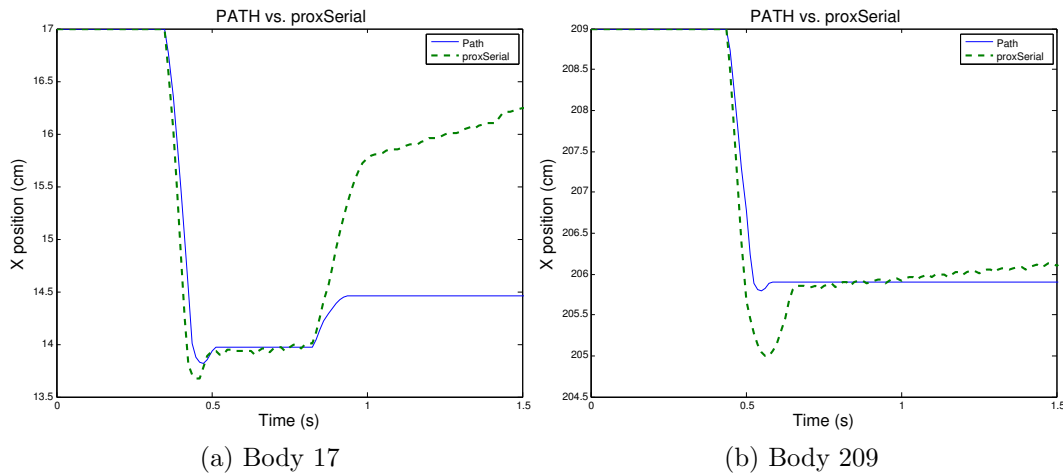 PATH vs. proxSerial
17
16.5
16
15.5
15
14.5
14
13.5
0
0.5
1
1.5
X position (cm)
Time (s)
Path
proxSerial
(a) Body 17
PATH vs. proxSerial
209
208.5
208
207.5
207
206.5
206
205.5
205
204.5
0
0.5
1
1.5
X position (cm)
Time (s)
Path
proxSerial
(b) Body 209